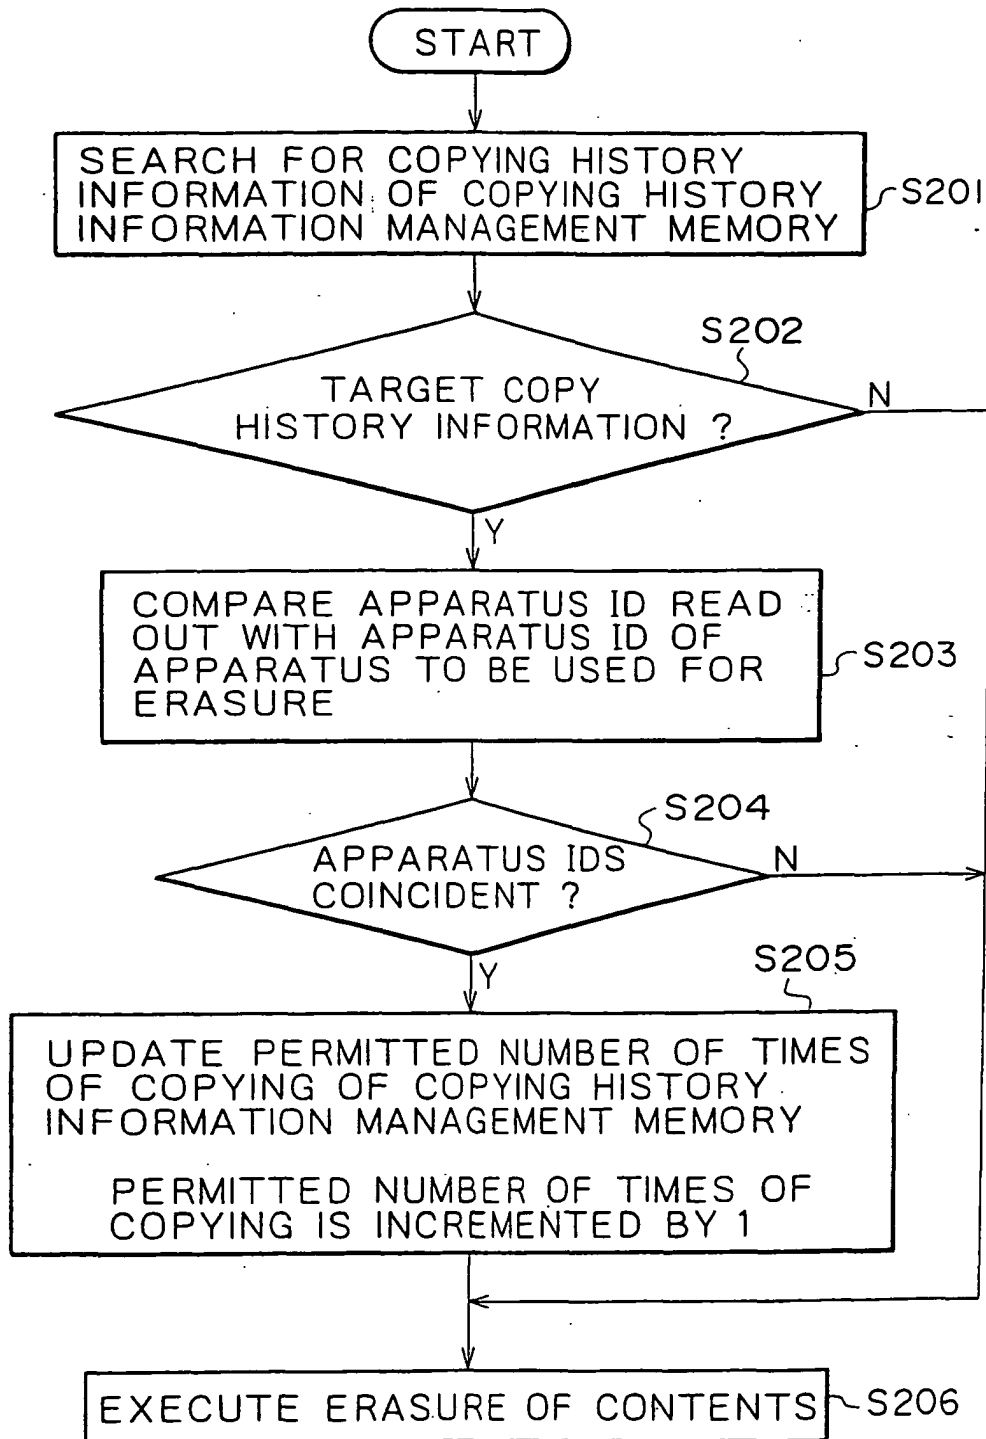 START
SEARCH FOR COPYING HISTORY
INFORMATION OF COPYING HISTORY
INFORMATION MANAGEMENT MEMORY
S201
S202
TARGET COPY
HISTORY INFORMATION ?
N
Y
COMPARE APPARATUS ID READ
OUT WITH APPARATUS ID OF
APPARATUS TO BE USED FOR
ERASURE
S203
S204
APPARATUS IDS
COINCIDENT ?
N
Y
S205
UPDATE PERMITTED NUMBER OF TIMES
OF COPYING OF COPYING HISTORY
INFORMATION MANAGEMENT MEMORY
PERMITTED NUMBER OF TIMES OF
COPYING IS INCREMENTED BY 1
EXECUTE ERASURE OF CONTENTS
S206